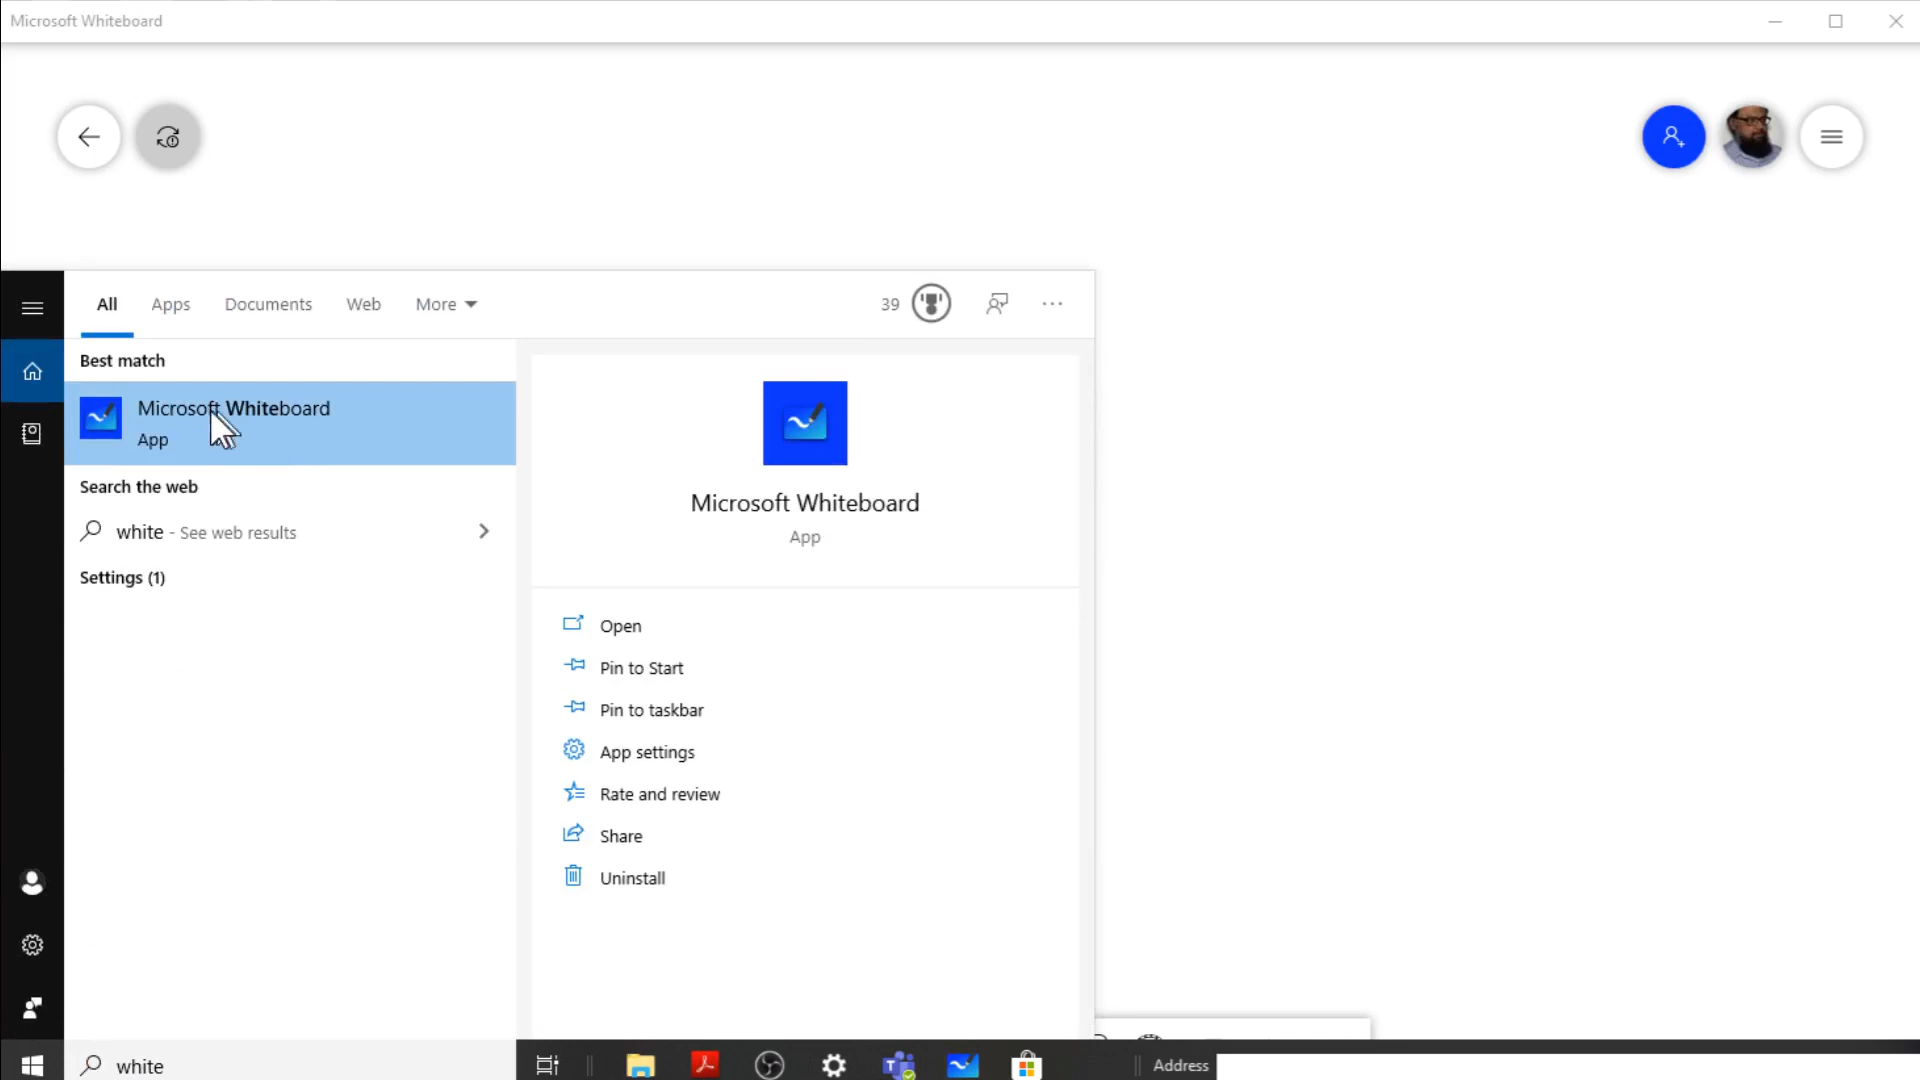 Microsoft Whiteboard
All Apps Documents Web More 39
Best match
Microsoft Whiteboard
App
Search the web
white - See web results
Settings (1)
Microsoft Whiteboard
App
Open
Pin to Start
Pin to taskbar
App settings
Rate and review
Share
Uninstall
white
Address